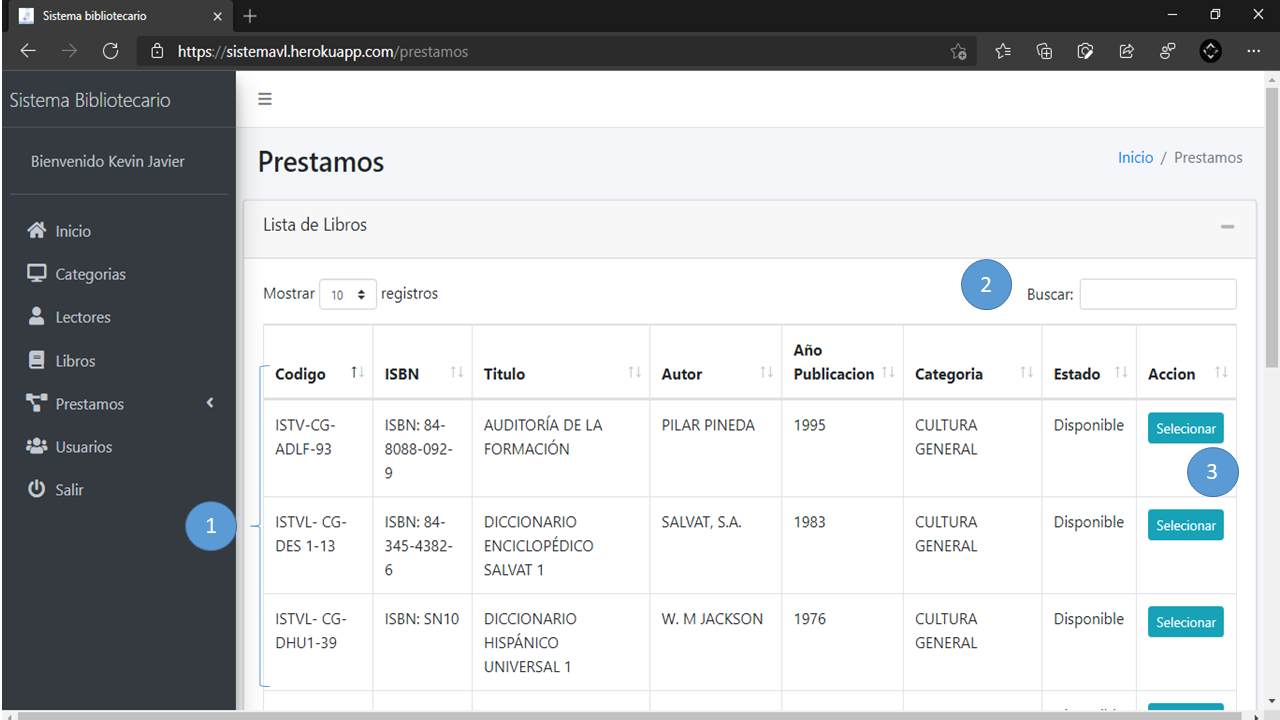 Sistema bibliotecario
https://sistemavl.herokuapp.com/prestamos
Sistema Bibliotecario
Bienvenido Kevin Javier
Inicio
Categorias
Lectores
Libros
Prestamos
Usuarios
Salir
1
Prestamos
Inicio / Prestamos
Lista de Libros
Mostrar 10 registros
2
Buscar:
Codigo ISBN Titulo Autor Año Publicacion Categoria Estado Accion
ISTV-CG- ISBN: 84- AUDITORÍA DE LA PILAR PINEDA 1995 CULTURA Disponible Selecionar
ADLF-93 8088-092- FORMACIÓN GENERAL
9
3
ISTVL- CG- ISBN: 84- DICCIONARIO SALVAT, S.A. 1983 CULTURA Disponible Selecionar
DES 1-13 345-4382- ENCICLOPÉDICO GENERAL
6 SALVAT 1
ISTVL- CG- ISBN: SN10 DICCIONARIO W. M JACKSON 1976 CULTURA Disponible Selecionar
DHU1-39 HISPÁNICO GENERAL
UNIVERSAL 1